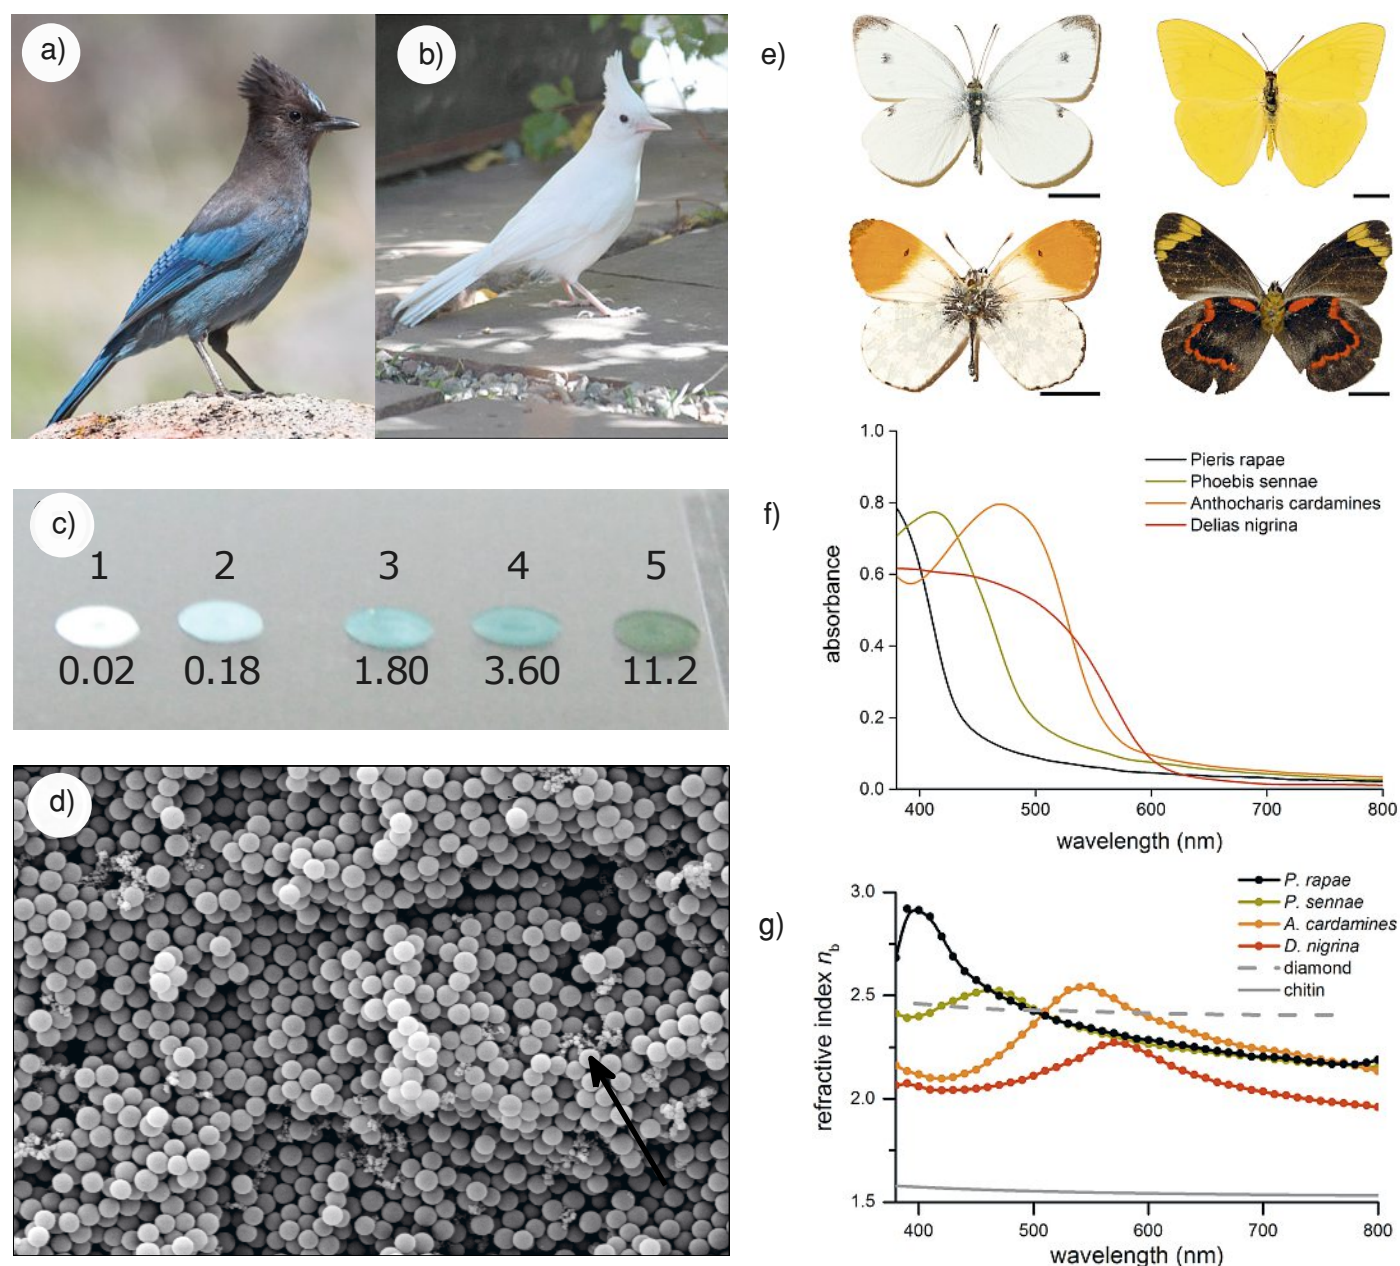 a)
b)
c)
1 2 3 4 5
0.02 0.18 1.80 3.60 11.2
d)
e)
f)
1.0
0.8
0.6
0.4
0.2
0.0
absorbance
Pieris rapae
Phoebis sennae
Anthocharis cardamines
Delias nigrina
400 500 600 700 800
wavelength (nm)
g)
3.0
2.5
2.0
1.5
refractive index nb
P. rapae
P. sennae
A. cardamines
D. nigrina
diamond
chitin
400 500 600 700 800
wavelength (nm)